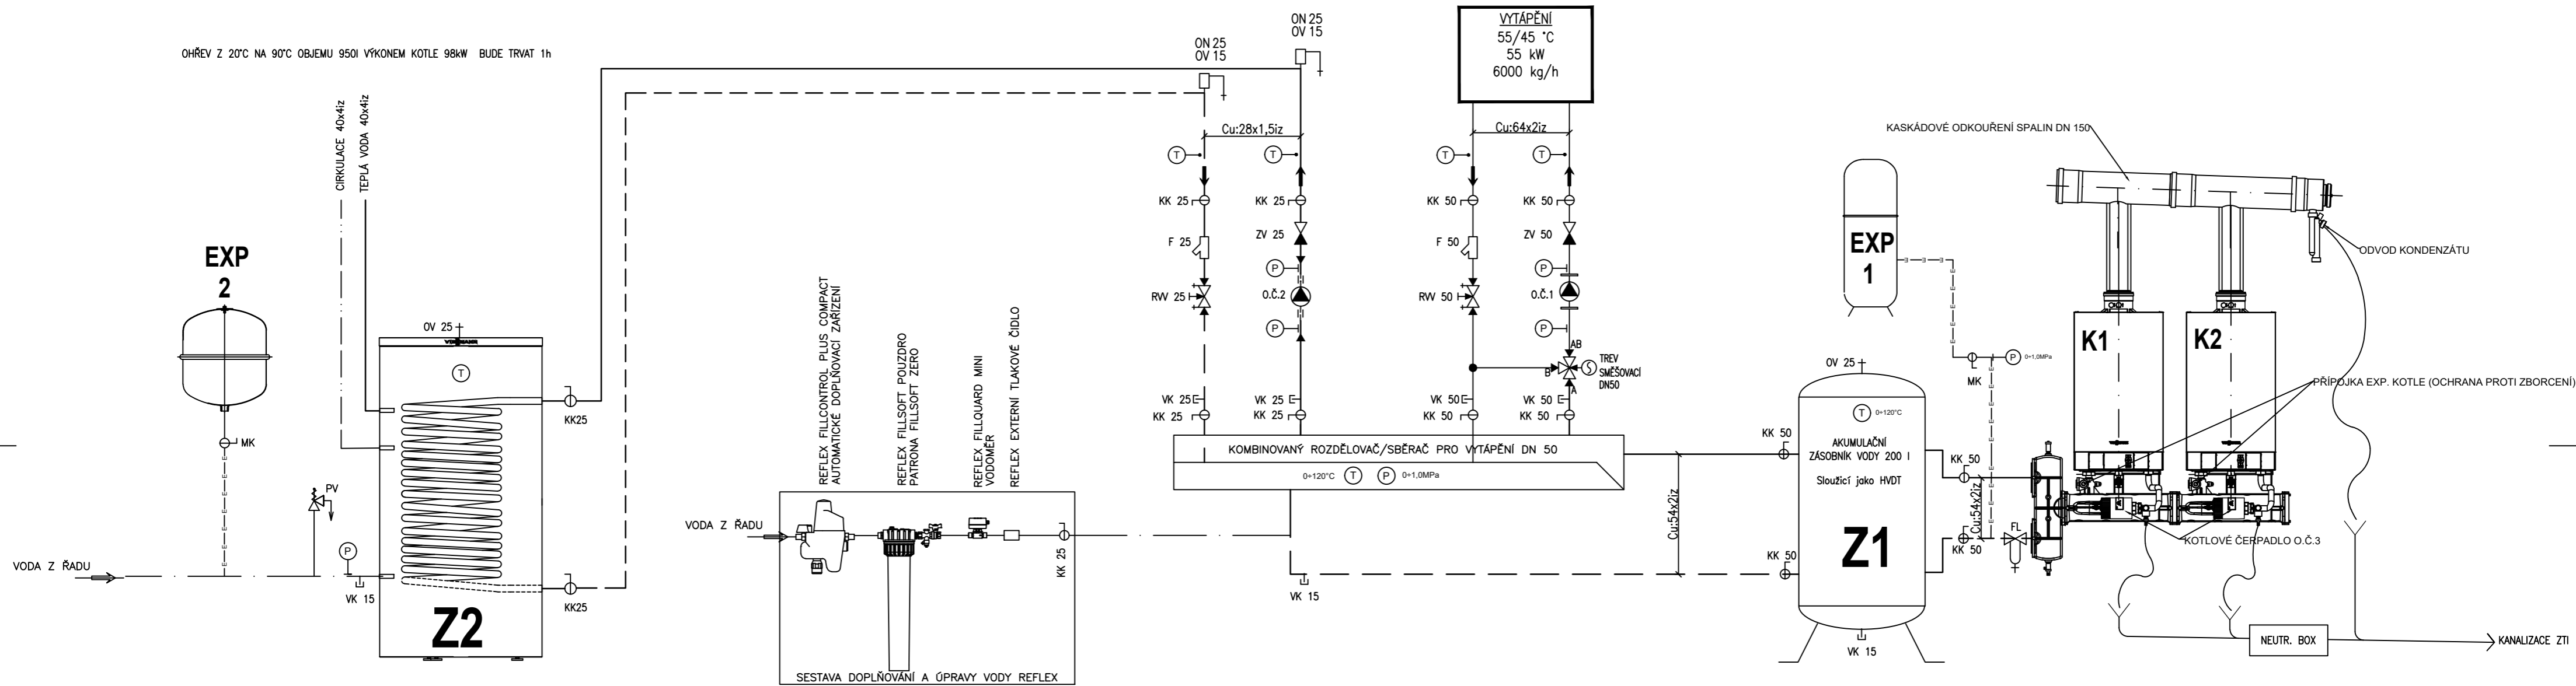 OHŘEV Z 20°C NA 90°C OBJEMU 950l VÝKONEM KOTLE 98kW BUDE TRVAT 1h
CIRKULACE 40x4iz
TEPLÁ VODA 40x4iz
EXP
2
MK
PV
P
VODA Z ŘADU
VK 15
OV 25
T
Z2
KK25
KK25
REFLEX FILLCONTROL PLUS COMPACT
AUTOMATICKÉ DOPLŇOVACÍ ZAŘÍZENÍ
REFLEX FILLSOFT POUZDRO
PATRONA FILLSOFT ZERO
REFLEX FILLQUARD MINI
VODOMĚR
REFLEX EXTERNÍ TLAKOVÉ ČIDLO
VODA Z ŘADU
KK 25
SESTAVA DOPLŇOVÁNÍ A ÚPRAVY VODY REFLEX
ON 25
OV 15
ON 25
OV 15
Cu:28x1,5iz
T
T
KK 25
KK 25
F 25
ZV 25
P
RVV 25
O.Č.2
P
VK 25
VK 25
KK 25
KK 25
VYTÁPĚNÍ
55/45 °C
55 kW
6000 kg/h
Cu:64x2iz
T
T
KK 50
KK 50
F 50
ZV 50
P
RVV 50
O.Č.1
P
AB
B
A
TREV
SMĚŠOVACÍ
DN50
VK 50
VK 50
KK 50
KK 50
KOMBINOVANÝ ROZDĚLOVAČ/SBĚRAČ PRO VYTÁPĚNÍ DN 50
0÷120°C T P 0÷1,0MPa
VK 15
Cu:54x2iz
KK 50
KK 50
OV 25
T 0÷120°C
AKUMULAČNÍ
ZÁSOBNÍK VODY 200 l
Sloužicí jako HVDT
Z1
VK 15
EXP
1
MK
P 0÷1,0MPa
KK 50
Cu:54x2iz
KK 50
FL
KASKÁDOVÉ ODKOUŘENÍ SPALIN DN 150
ODVOD KONDENZÁTU
K1
K2
PŘÍPOJKA EXP. KOTLE (OCHRANA PROTI ZBORCENÍ)
KOTLOVÉ ČERPADLO O.Č.3
NEUTR. BOX
KANALIZACE ZTI